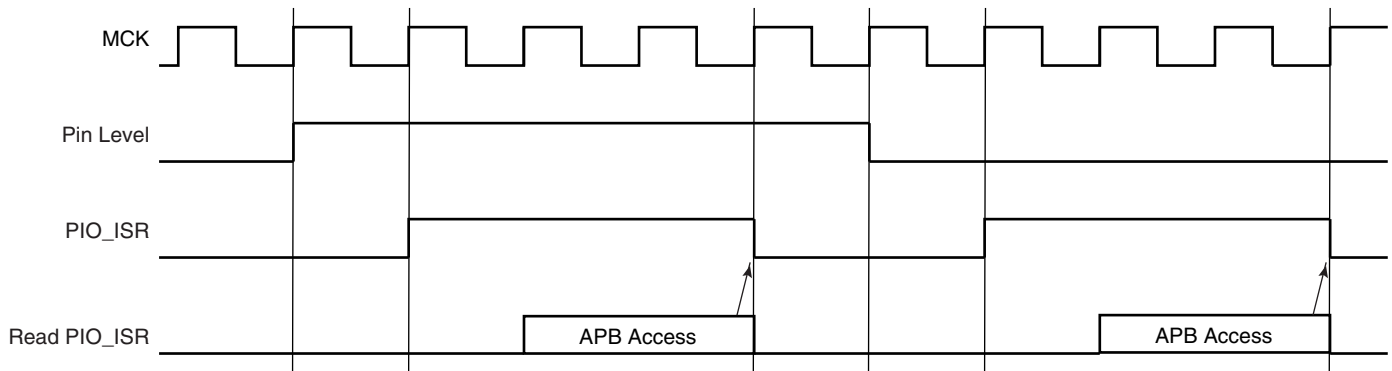 MCK
Pin Level
PIO_ISR
Read PIO_ISR
APB Access
APB Access